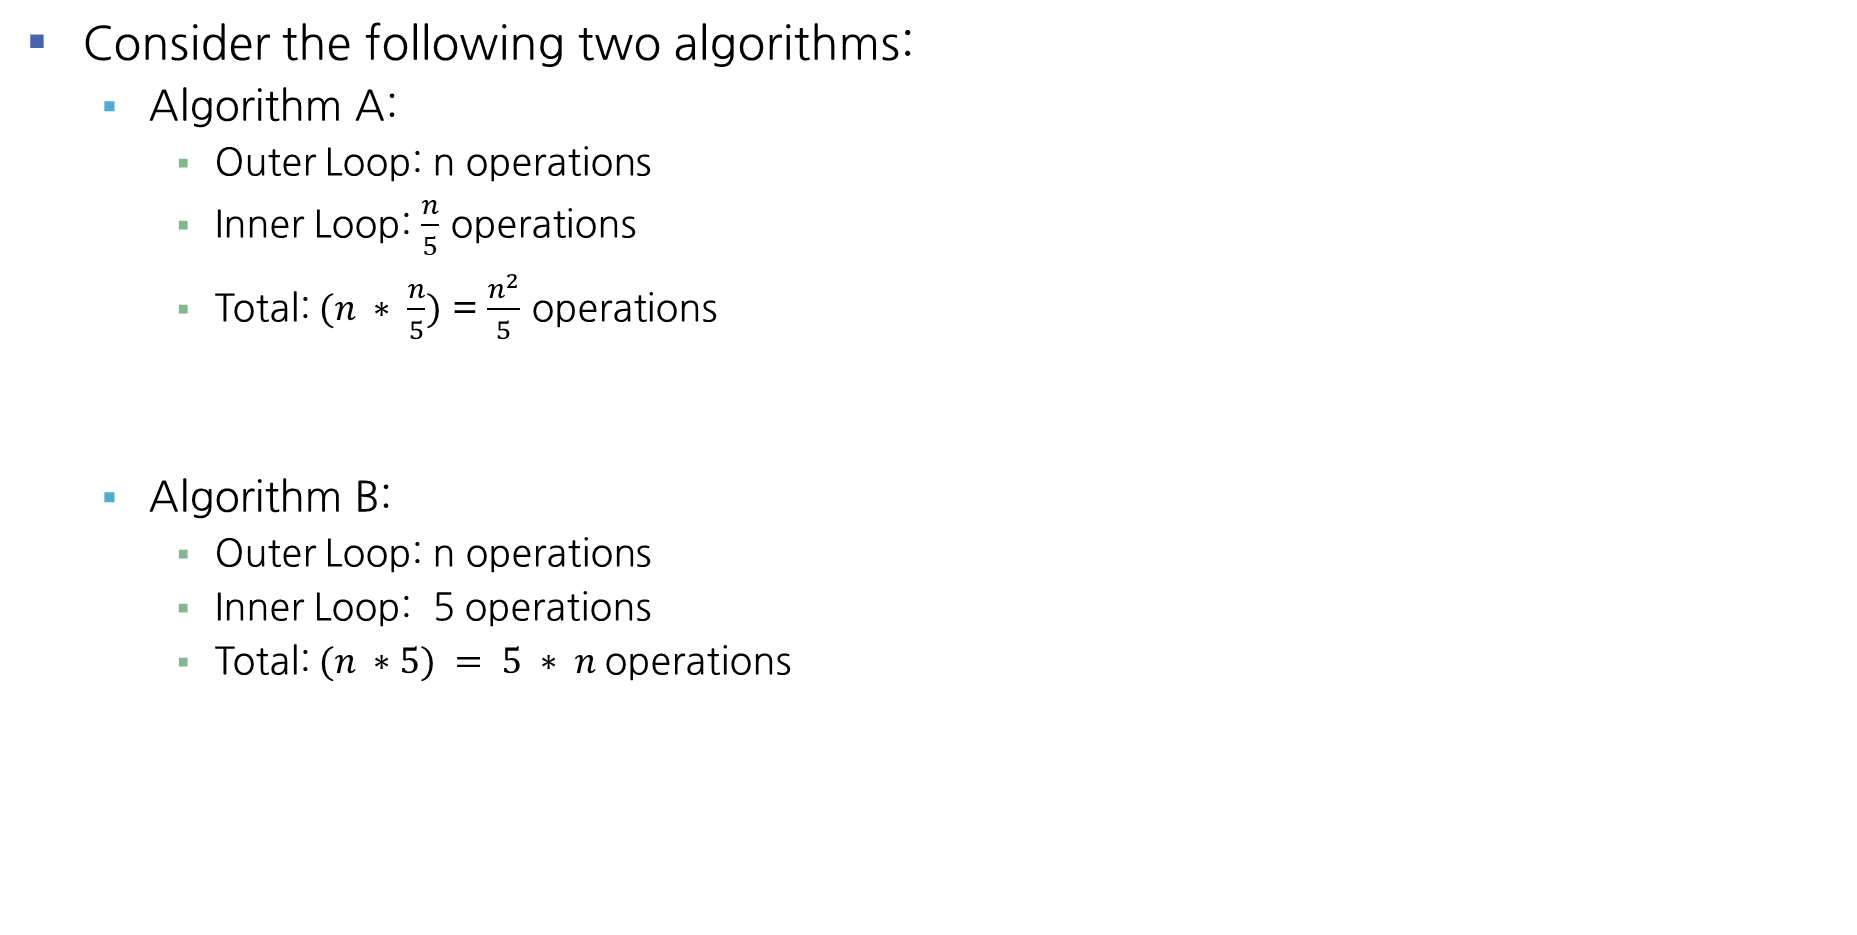 ▪ Consider the following two algorithms:
▪ Algorithm A:
▪ Outer Loop: n operations
▪ Inner Loop: n/5 operations
▪ Total: (n * n/5) = n²/5 operations
▪ Algorithm B:
▪ Outer Loop: n operations
▪ Inner Loop: 5 operations
▪ Total: (n * 5) = 5 * n operations